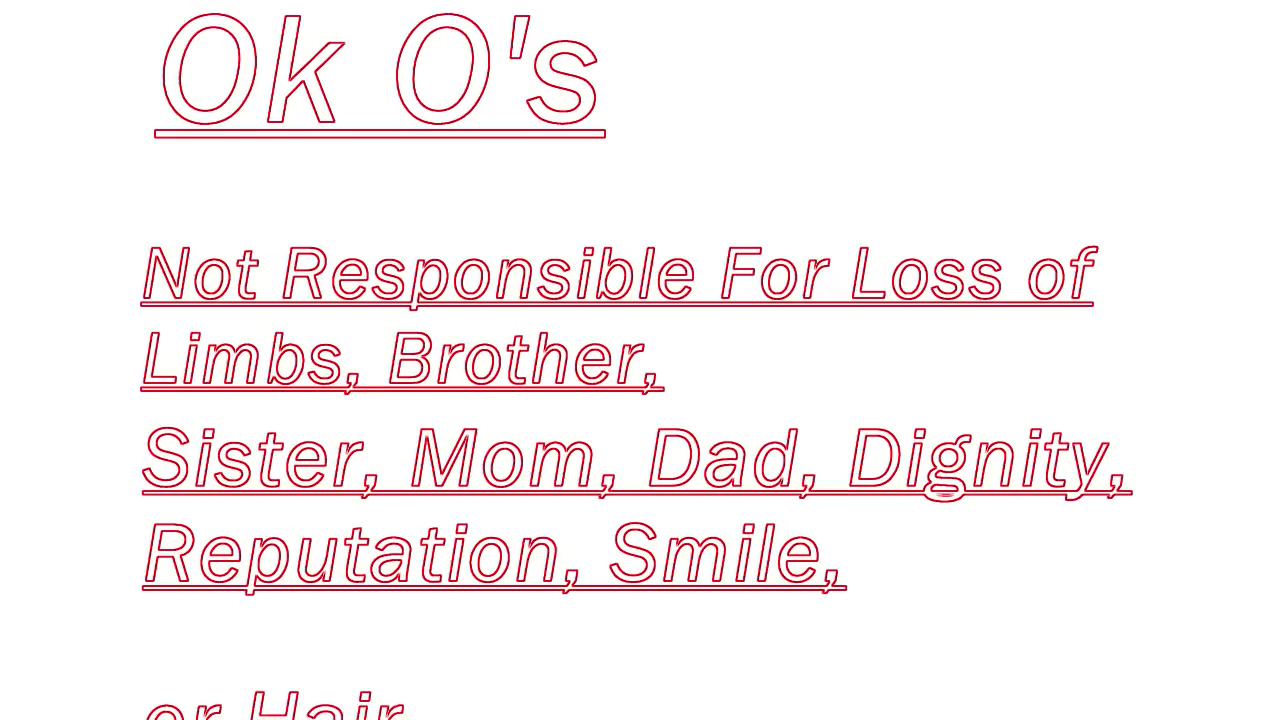 Ok O's
Not Responsible For Loss of
Limbs, Brother,
Sister, Mom, Dad, Dignity,
Reputation, Smile,
or Hair